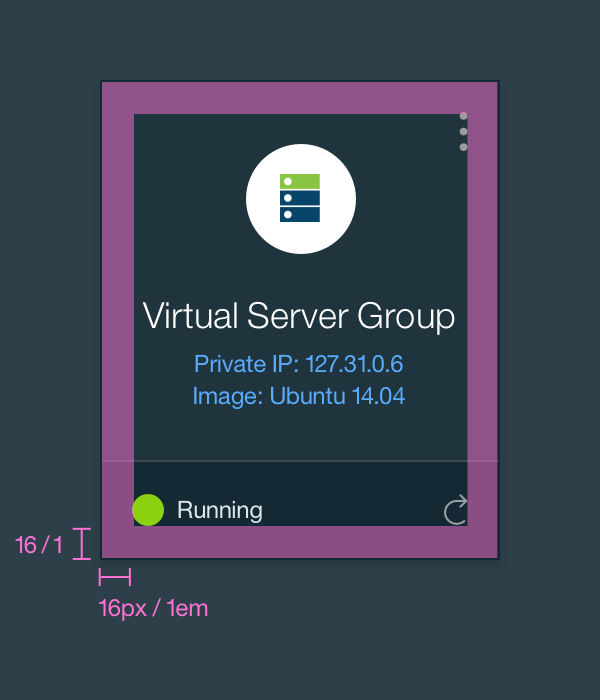 Virtual Server Group
Private IP: 127.31.0.6
Image: Ubuntu 14.04
Running
16 / 1
16px / 1em